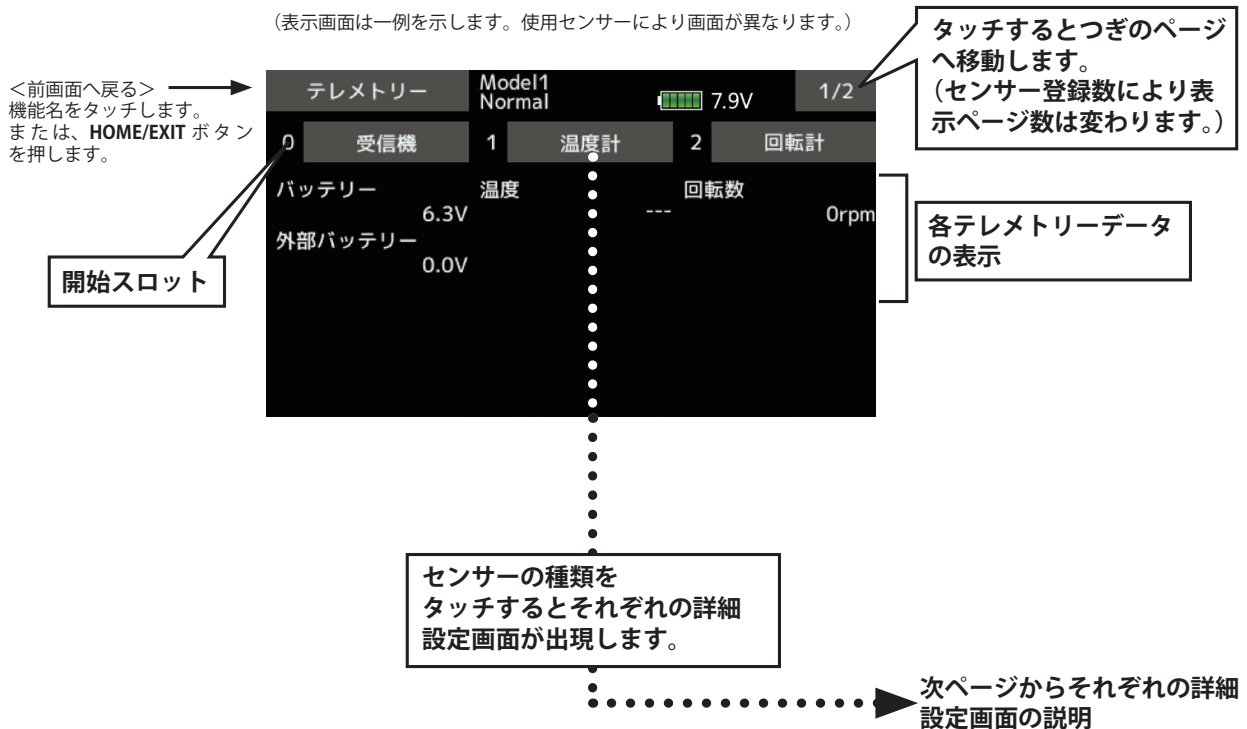 （表示画面は一例を示します。使用センサーにより画面が異なります。）
タッチするとつぎのページ
へ移動します。
（センサー登録数により表
示ページ数は変わります。）
＜前画面へ戻る＞
機能名をタッチします。
または、HOME/EXIT ボタン
を押します。
テレメトリー
Model1
Normal
7.9V
1/2
0 受信機 1 温度計 2 回転計
バッテリー
6.3V
外部バッテリー
0.0V
温度
---
回転数
0rpm
開始スロット
各テレメトリーデータ
の表示
センサーの種類を
タッチするとそれぞれの詳細
設定画面が出現します。
次ページからそれぞれの詳細
設定画面の説明